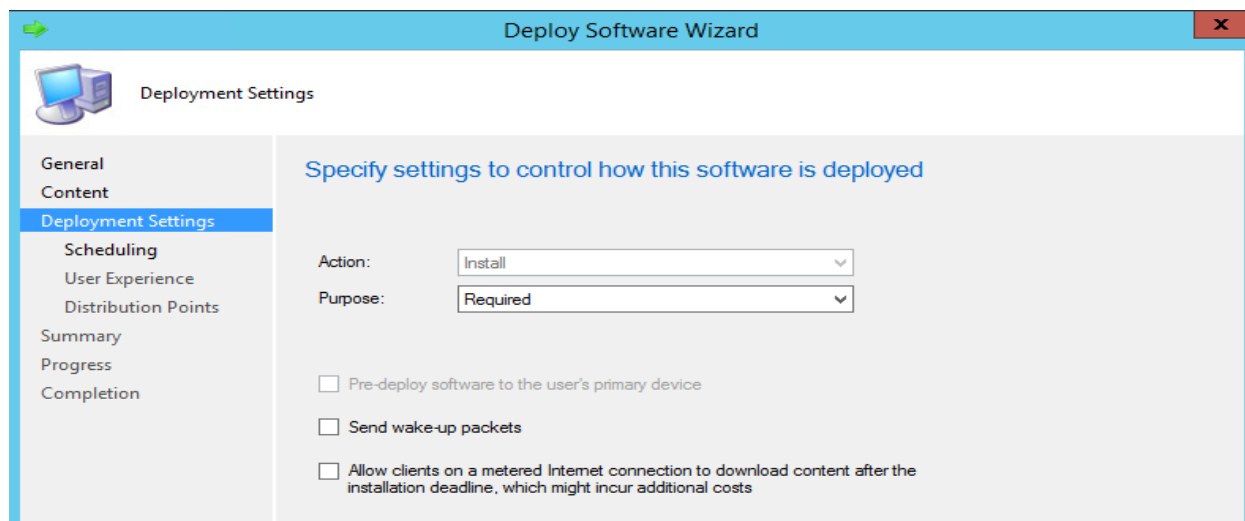 Deploy Software Wizard
x
Deployment Settings
General
Content
Deployment Settings
Scheduling
User Experience
Distribution Points
Summary
Progress
Completion
Specify settings to control how this software is deployed
Action: Install
Purpose: Required
Pre-deploy software to the user's primary device
Send wake-up packets
Allow clients on a metered Internet connection to download content after the
installation deadline, which might incur additional costs